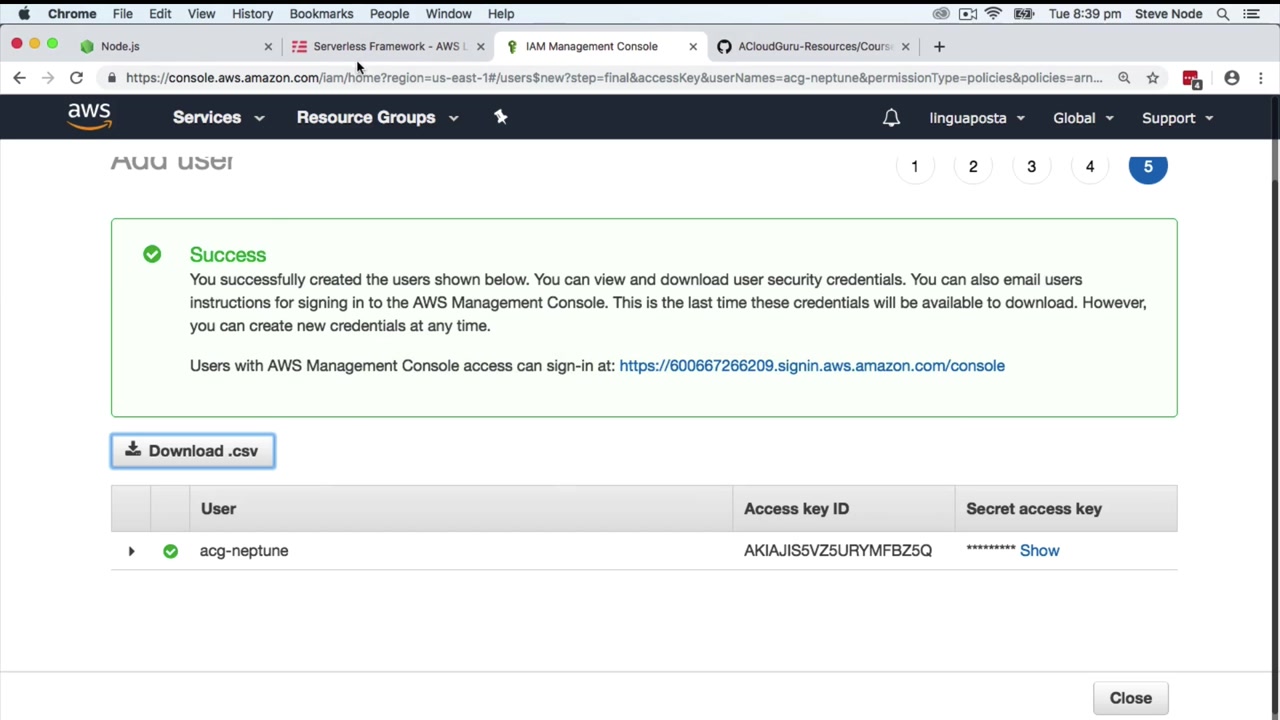 Chrome File Edit View History Bookmarks People Window Help Tue 8:39 pm Steve Node
Node.js Serverless Framework - AWS L IAM Management Console ACloudGuru-Resources/Course
https://console.aws.amazon.com/iam/home?region=us-east-1#/users$new?step=final&accessKey&userNames=acg-neptune&permissionType=policies&policies=arn... 4
aws Services Resource Groups linguaposta Global Support
Add user 1 2 3 4 5
Success
You successfully created the users shown below. You can view and download user security credentials. You can also email users
instructions for signing in to the AWS Management Console. This is the last time these credentials will be available to download. However,
you can create new credentials at any time.
Users with AWS Management Console access can sign-in at: https://600667266209.signin.aws.amazon.com/console
Download .csv
User Access key ID Secret access key
acg-neptune AKIAJIS5VZ5URYMFBZ5Q ********* Show
Close